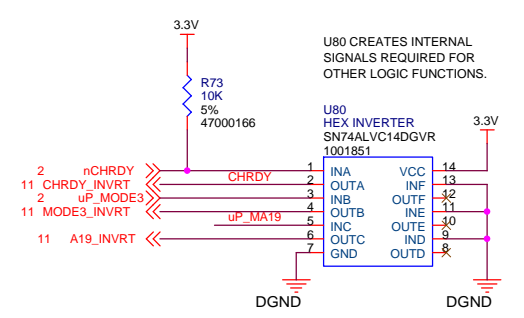 3.3V
U80 CREATES INTERNAL
SIGNALS REQUIRED FOR
OTHER LOGIC FUNCTIONS.
R73
10K
5%
47000166
U80
HEX INVERTER
SN74ALVC14DGVR
1001851
3.3V
2 nCHRDY 1 INA VCC 14
11 CHRDY_INVRT CHRDY 2 OUTA INF 13
2 uP_MODE3 3 INB OUTF 12
11 MODE3_INVRT 4 OUTB INE 11
uP_MA19 5 INC OUTE 10
11 A19_INVRT 6 OUTC IND 9
7 GND OUTD 8
DGND DGND